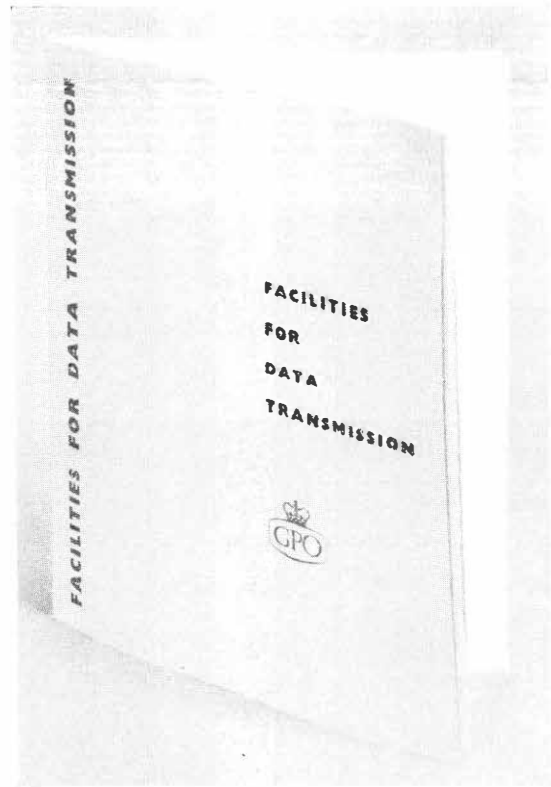 FACILITIES FOR DATA TRANSMISSION
FACILITIES
FOR
DATA
TRANSMISSION
GPO